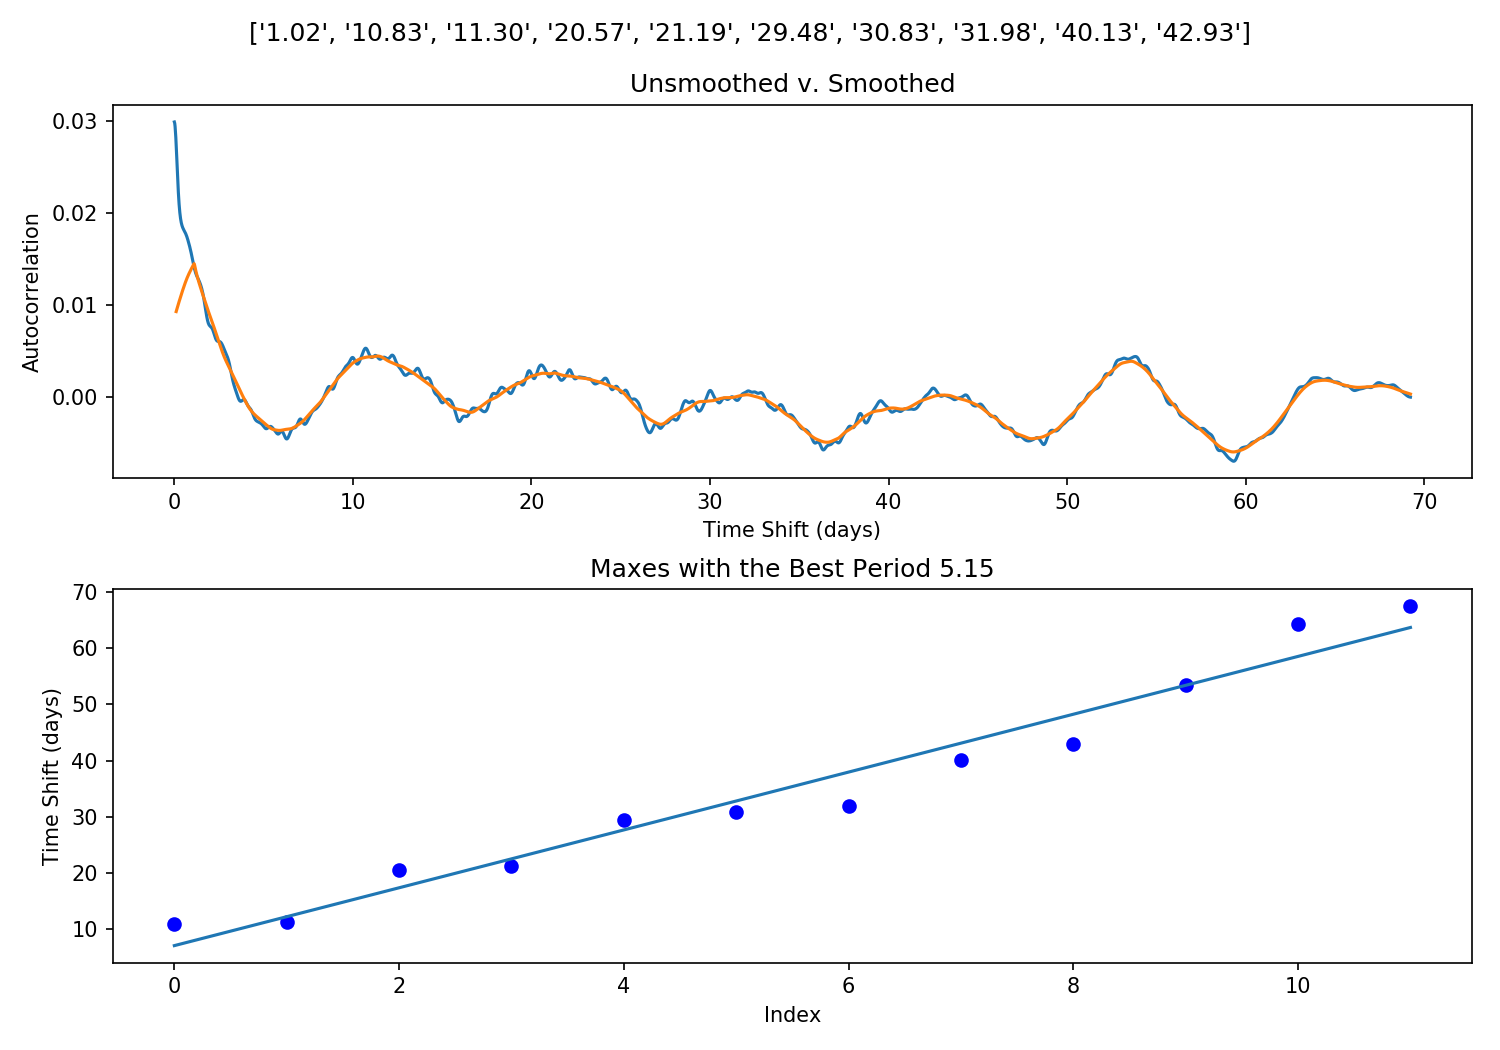 ['1.02', '10.83', '11.30', '20.57', '21.19', '29.48', '30.83', '31.98', '40.13', '42.93']
Unsmoothed v. Smoothed
0.03
0.02
0.01
0.00
Autocorrelation
0 10 20 30 40 50 60 70
Time Shift (days)
Maxes with the Best Period 5.15
70
60
50
40
30
20
10
Time Shift (days)
0 2 4 6 8 10
Index